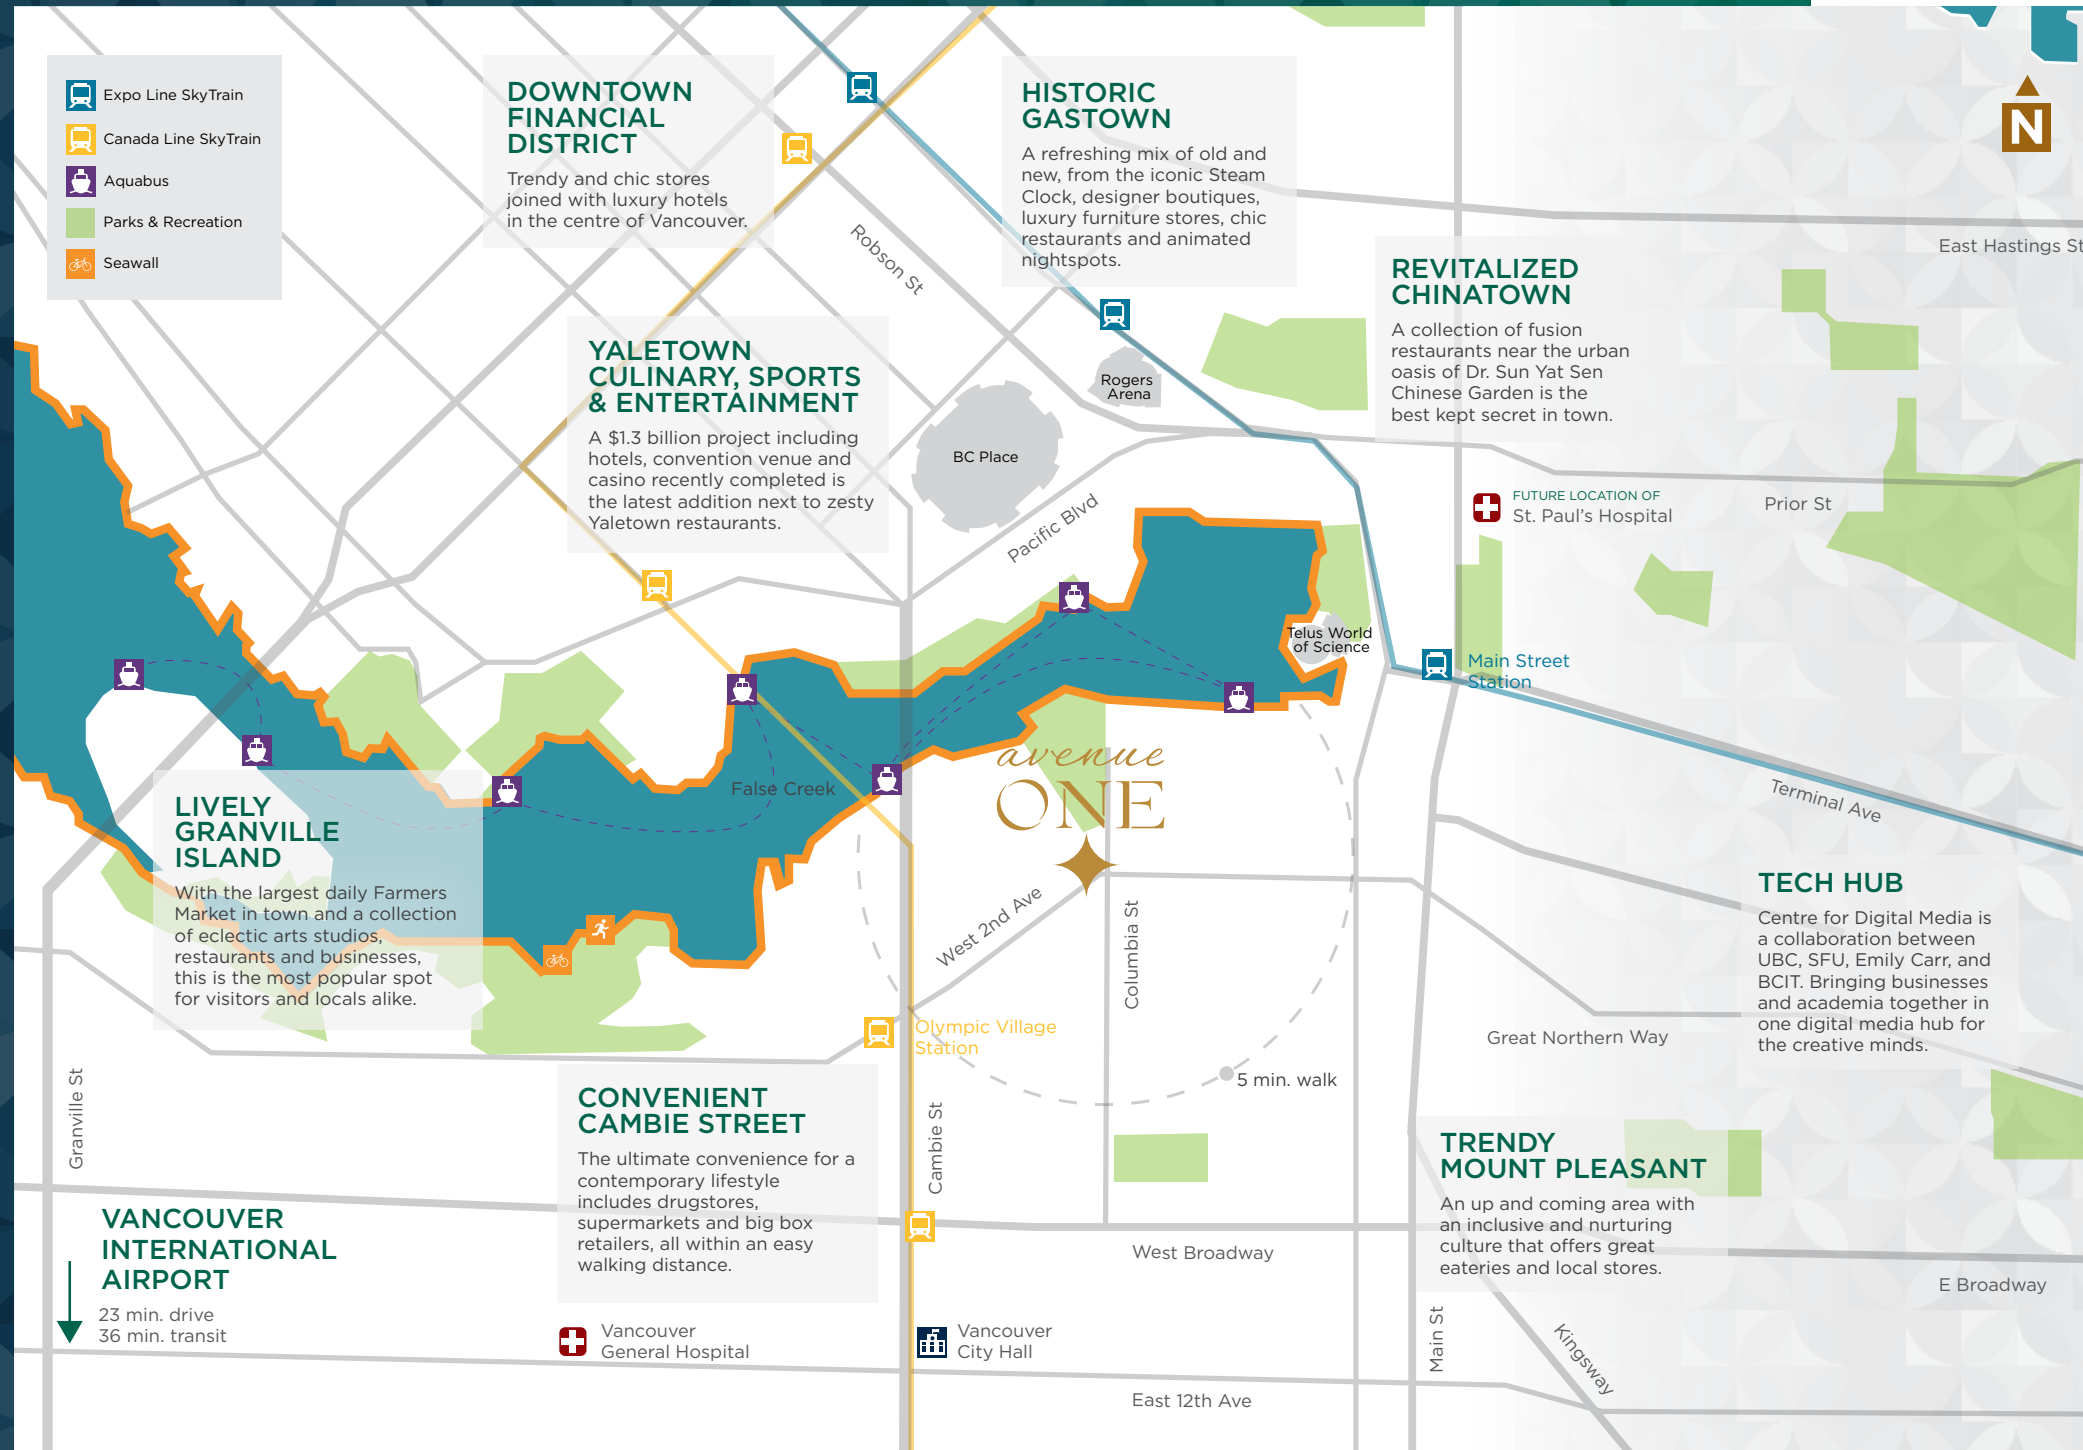 Expo Line SkyTrain
Canada Line SkyTrain
Aquabus
Parks & Recreation
Seawall
DOWNTOWN
FINANCIAL
DISTRICT
Trendy and chic stores
joined with luxury hotels
in the centre of Vancouver.
HISTORIC
GASTOWN
A refreshing mix of old and
new, from the iconic Steam
Clock, designer boutiques,
luxury furniture stores, chic
restaurants and animated
nightspots.
N
Robson St
East Hastings St
REVITALIZED
CHINATOWN
A collection of fusion
restaurants near the urban
oasis of Dr. Sun Yat Sen
Chinese Garden is the
best kept secret in town.
YALETOWN
CULINARY, SPORTS
& ENTERTAINMENT
A $1.3 billion project including
hotels, convention venue and
casino recently completed is
the latest addition next to zesty
Yaletown restaurants.
Rogers
Arena
BC Place
Pacific Blvd
FUTURE LOCATION OF
St. Paul's Hospital
Prior St
Telus World
of Science
Main Street
Station
False Creek
avenue
ONE
Terminal Ave
LIVELY
GRANVILLE
ISLAND
With the largest daily Farmers
Market in town and a collection
of eclectic arts studios,
restaurants and businesses,
this is the most popular spot
for visitors and locals alike.
West 2nd Ave
Columbia St
TECH HUB
Centre for Digital Media is
a collaboration between
UBC, SFU, Emily Carr, and
BCIT. Bringing businesses
and academia together in
one digital media hub for
the creative minds.
Olympic Village
Station
Great Northern Way
5 min. walk
Granville St
CONVENIENT
CAMBIE STREET
The ultimate convenience for a
contemporary lifestyle
includes drugstores,
supermarkets and big box
retailers, all within an easy
walking distance.
Cambie St
TRENDY
MOUNT PLEASANT
An up and coming area with
an inclusive and nurturing
culture that offers great
eateries and local stores.
VANCOUVER
INTERNATIONAL
AIRPORT
23 min. drive
36 min. transit
West Broadway
E Broadway
Vancouver
General Hospital
Vancouver
City Hall
Main St
Kingsway
East 12th Ave